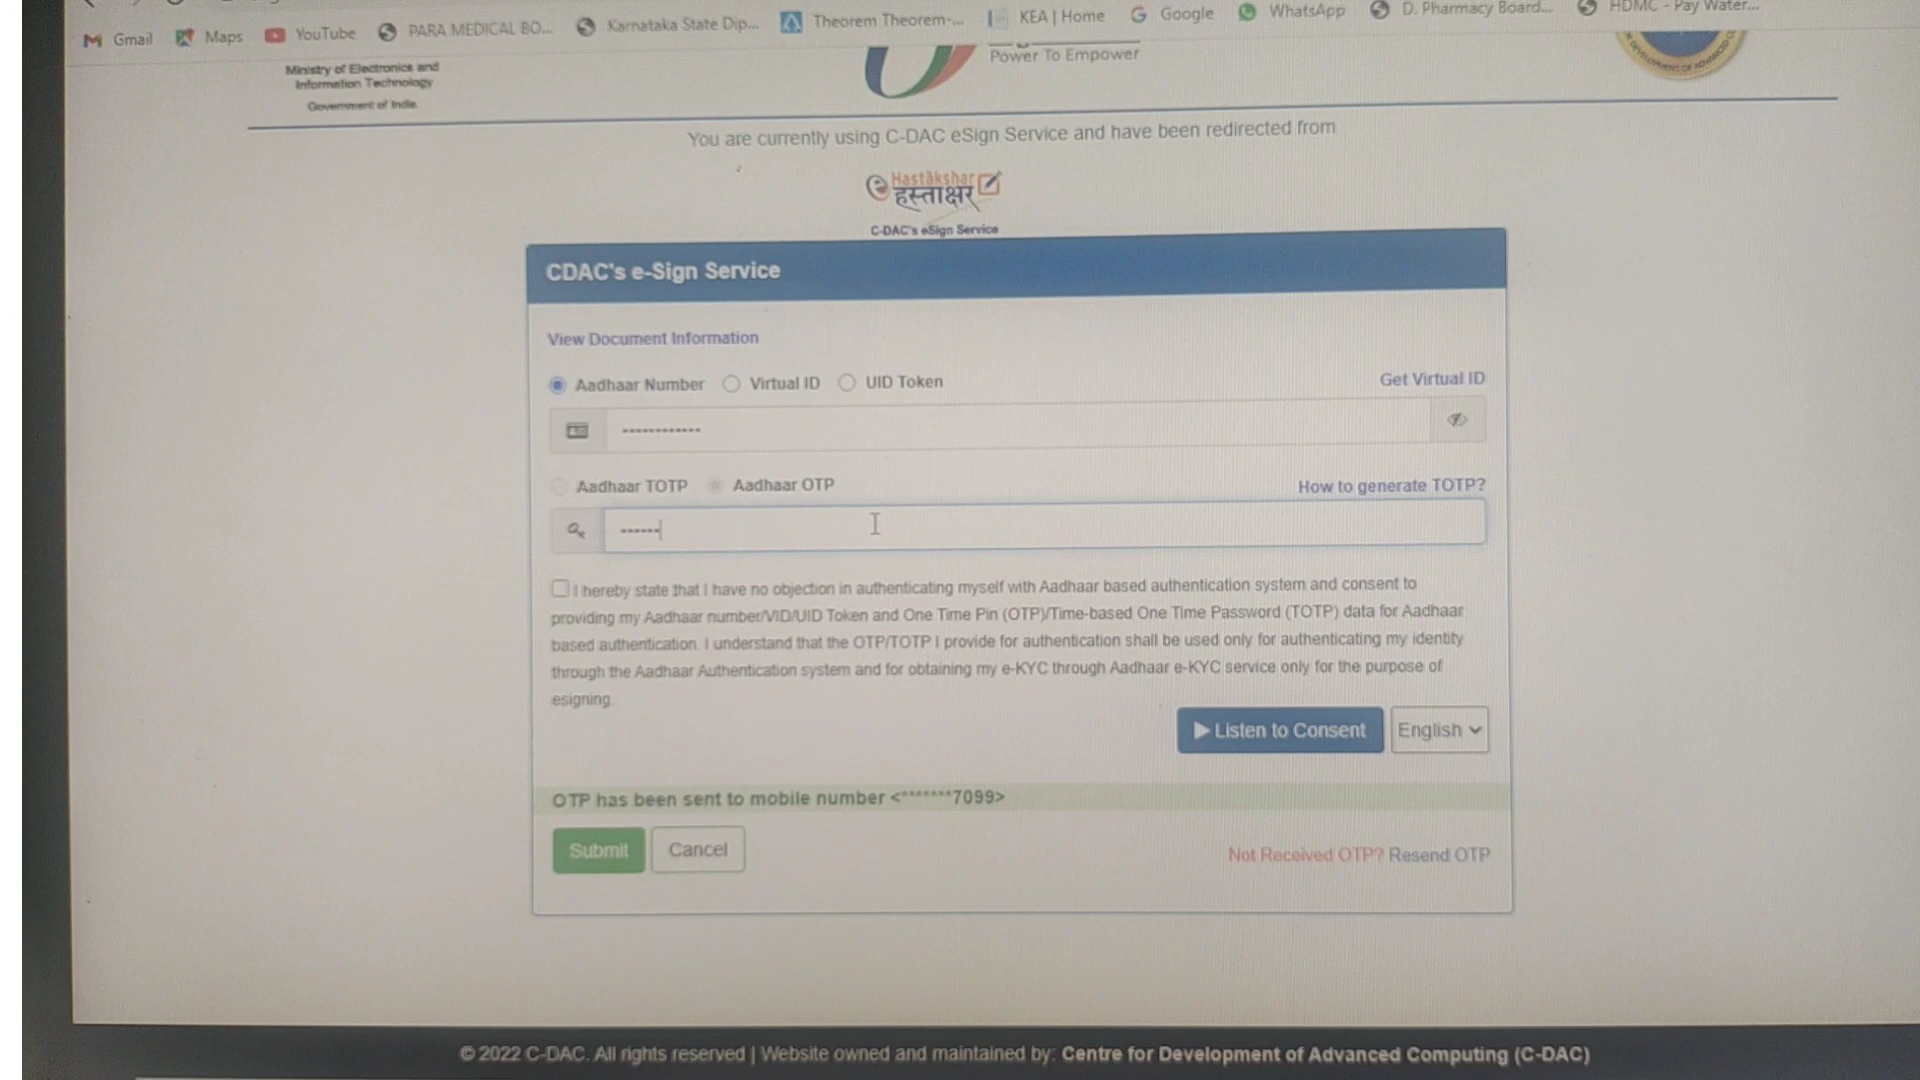 Gmail Maps YouTube PARA MEDICAL BO... Karnataka State Dip... Theorem Theorem-... KEA | Home Google WhatsApp D. Pharmacy Board... HDMC - Pay Water...
Ministry of Electronics and
Information Technology
Government of India
Power To Empower
You are currently using C-DAC eSign Service and have been redirected from
eHastākshar
हस्ताक्षर
C-DAC's eSign Service
CDAC's e-Sign Service
View Document Information
Aadhaar Number Virtual ID UID Token Get Virtual ID
Aadhaar TOTP Aadhaar OTP How to generate TOTP?
I hereby state that I have no objection in authenticating myself with Aadhaar based authentication system and consent to
providing my Aadhaar number/VID/UID Token and One Time Pin (OTP)/Time-based One Time Password (TOTP) data for Aadhaar
based authentication. I understand that the OTP/TOTP I provide for authentication shall be used only for authenticating my identity
through the Aadhaar Authentication system and for obtaining my e-KYC through Aadhaar e-KYC service only for the purpose of
esigning.
Listen to Consent English
OTP has been sent to mobile number <*******7099>
Submit Cancel Not Received OTP? Resend OTP
© 2022 C-DAC. All rights reserved | Website owned and maintained by: Centre for Development of Advanced Computing (C-DAC)